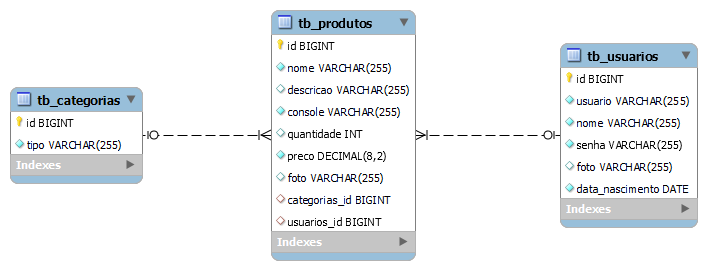 tb_categorias
id BIGINT
tipo VARCHAR(255)
Indexes
tb_produtos
id BIGINT
nome VARCHAR(255)
descricao VARCHAR(255)
console VARCHAR(255)
quantidade INT
preco DECIMAL(8,2)
foto VARCHAR(255)
categorias_id BIGINT
usuarios_id BIGINT
Indexes
tb_usuarios
id BIGINT
usuario VARCHAR(255)
nome VARCHAR(255)
senha VARCHAR(255)
foto VARCHAR(255)
data_nascimento DATE
Indexes